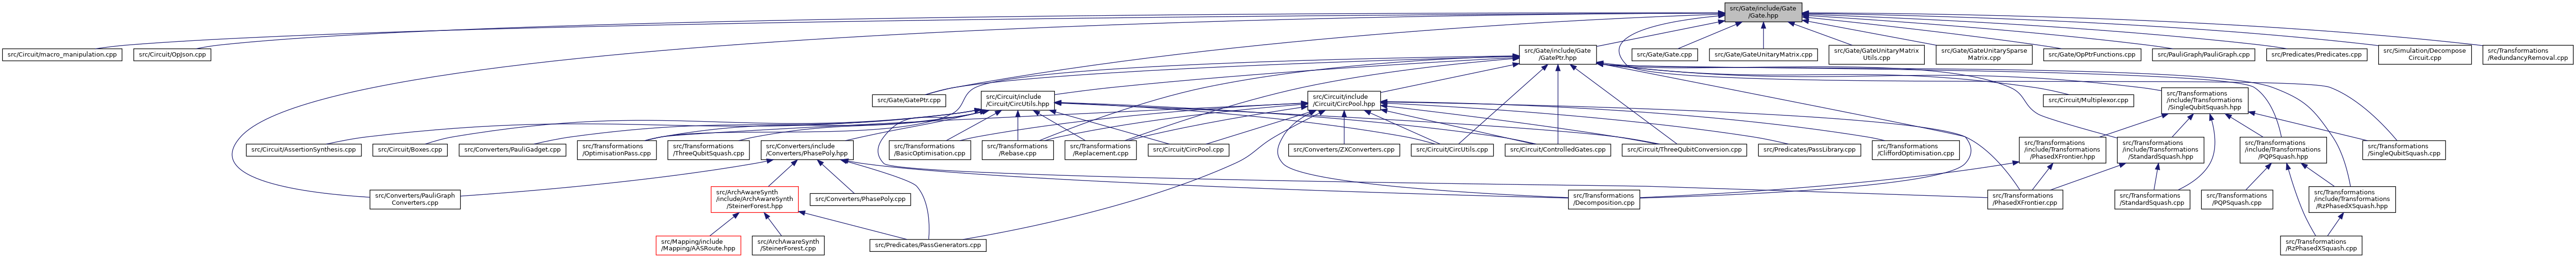 src/Gate/include/Gate
/Gate.hpp
src/Circuit/macro_manipulation.cpp
src/Circuit/OpJson.cpp
src/Gate/include/Gate
/GatePtr.hpp
src/Gate/Gate.cpp
src/Gate/GateUnitaryMatrix.cpp
src/Gate/GateUnitaryMatrix
Utils.cpp
src/Gate/GateUnitarySparse
Matrix.cpp
src/Gate/OpPtrFunctions.cpp
src/PauliGraph/PauliGraph.cpp
src/Predicates/Predicates.cpp
src/Simulation/Decompose
Circuit.cpp
src/Transformations
/RedundancyRemoval.cpp
src/Gate/GatePtr.cpp
src/Circuit/include
/Circuit/CircUtils.hpp
src/Circuit/include
/Circuit/CircPool.hpp
src/Circuit/Multiplexor.cpp
src/Transformations
/include/Transformations
/SingleQubitSquash.hpp
src/Circuit/AssertionSynthesis.cpp
src/Circuit/Boxes.cpp
src/Converters/PauliGadget.cpp
src/Transformations
/OptimisationPass.cpp
src/Transformations
/ThreeQubitSquash.cpp
src/Converters/include
/Converters/PhasePoly.hpp
src/Transformations
/BasicOptimisation.cpp
src/Transformations
/Rebase.cpp
src/Transformations
/Replacement.cpp
src/Circuit/CircPool.cpp
src/Converters/ZXConverters.cpp
src/Circuit/CircUtils.cpp
src/Circuit/ControlledGates.cpp
src/Circuit/ThreeQubitConversion.cpp
src/Predicates/PassLibrary.cpp
src/Transformations
/CliffordOptimisation.cpp
src/Transformations
/include/Transformations
/PhasedXFrontier.hpp
src/Transformations
/include/Transformations
/StandardSquash.hpp
src/Transformations
/include/Transformations
/PQPSquash.hpp
src/Transformations
/SingleQubitSquash.cpp
src/Converters/PauliGraph
Converters.cpp
src/ArchAwareSynth
/include/ArchAwareSynth
/SteinerForest.hpp
src/Converters/PhasePoly.cpp
src/Transformations
/Decomposition.cpp
src/Transformations
/PhasedXFrontier.cpp
src/Transformations
/StandardSquash.cpp
src/Transformations
/PQPSquash.cpp
src/Transformations
/include/Transformations
/RzPhasedXSquash.hpp
src/Mapping/include
/Mapping/AASRoute.hpp
src/ArchAwareSynth
/SteinerForest.cpp
src/Predicates/PassGenerators.cpp
src/Transformations
/RzPhasedXSquash.cpp